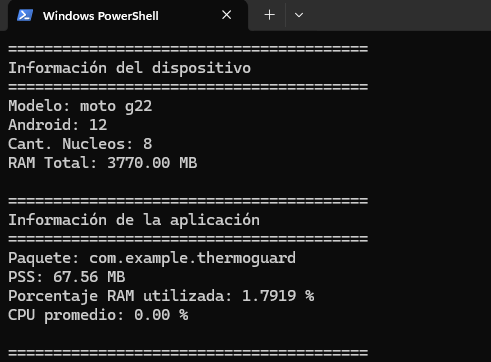 Windows PowerShell
========================================
Información del dispositivo
========================================
Modelo: moto g22
Android: 12
Cant. Nucleos: 8
RAM Total: 3770.00 MB
========================================
Información de la aplicación
========================================
Paquete: com.example.thermoguard
PSS: 67.56 MB
Porcentaje RAM utilizada: 1.7919 %
CPU promedio: 0.00 %
========================================